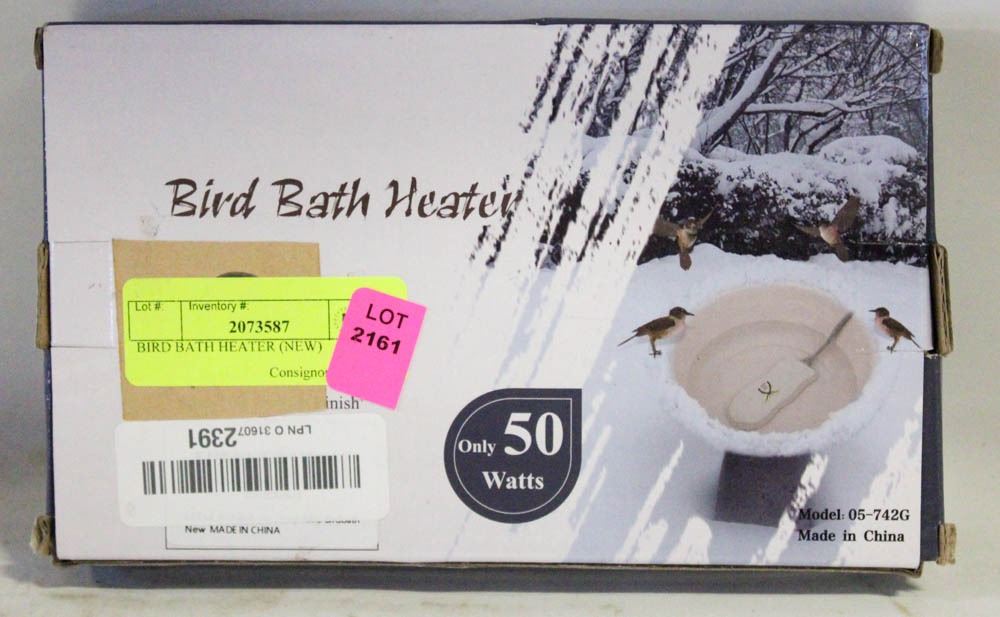 Bird Bath Heater
Lot #: Inventory #:
2073587
BIRD BATH HEATER (NEW)
Consigno
LOT
2161
inish
LPN O 316072391
New MADE IN CHINA
Only 50
Watts
Model: 05-742G
Made in China